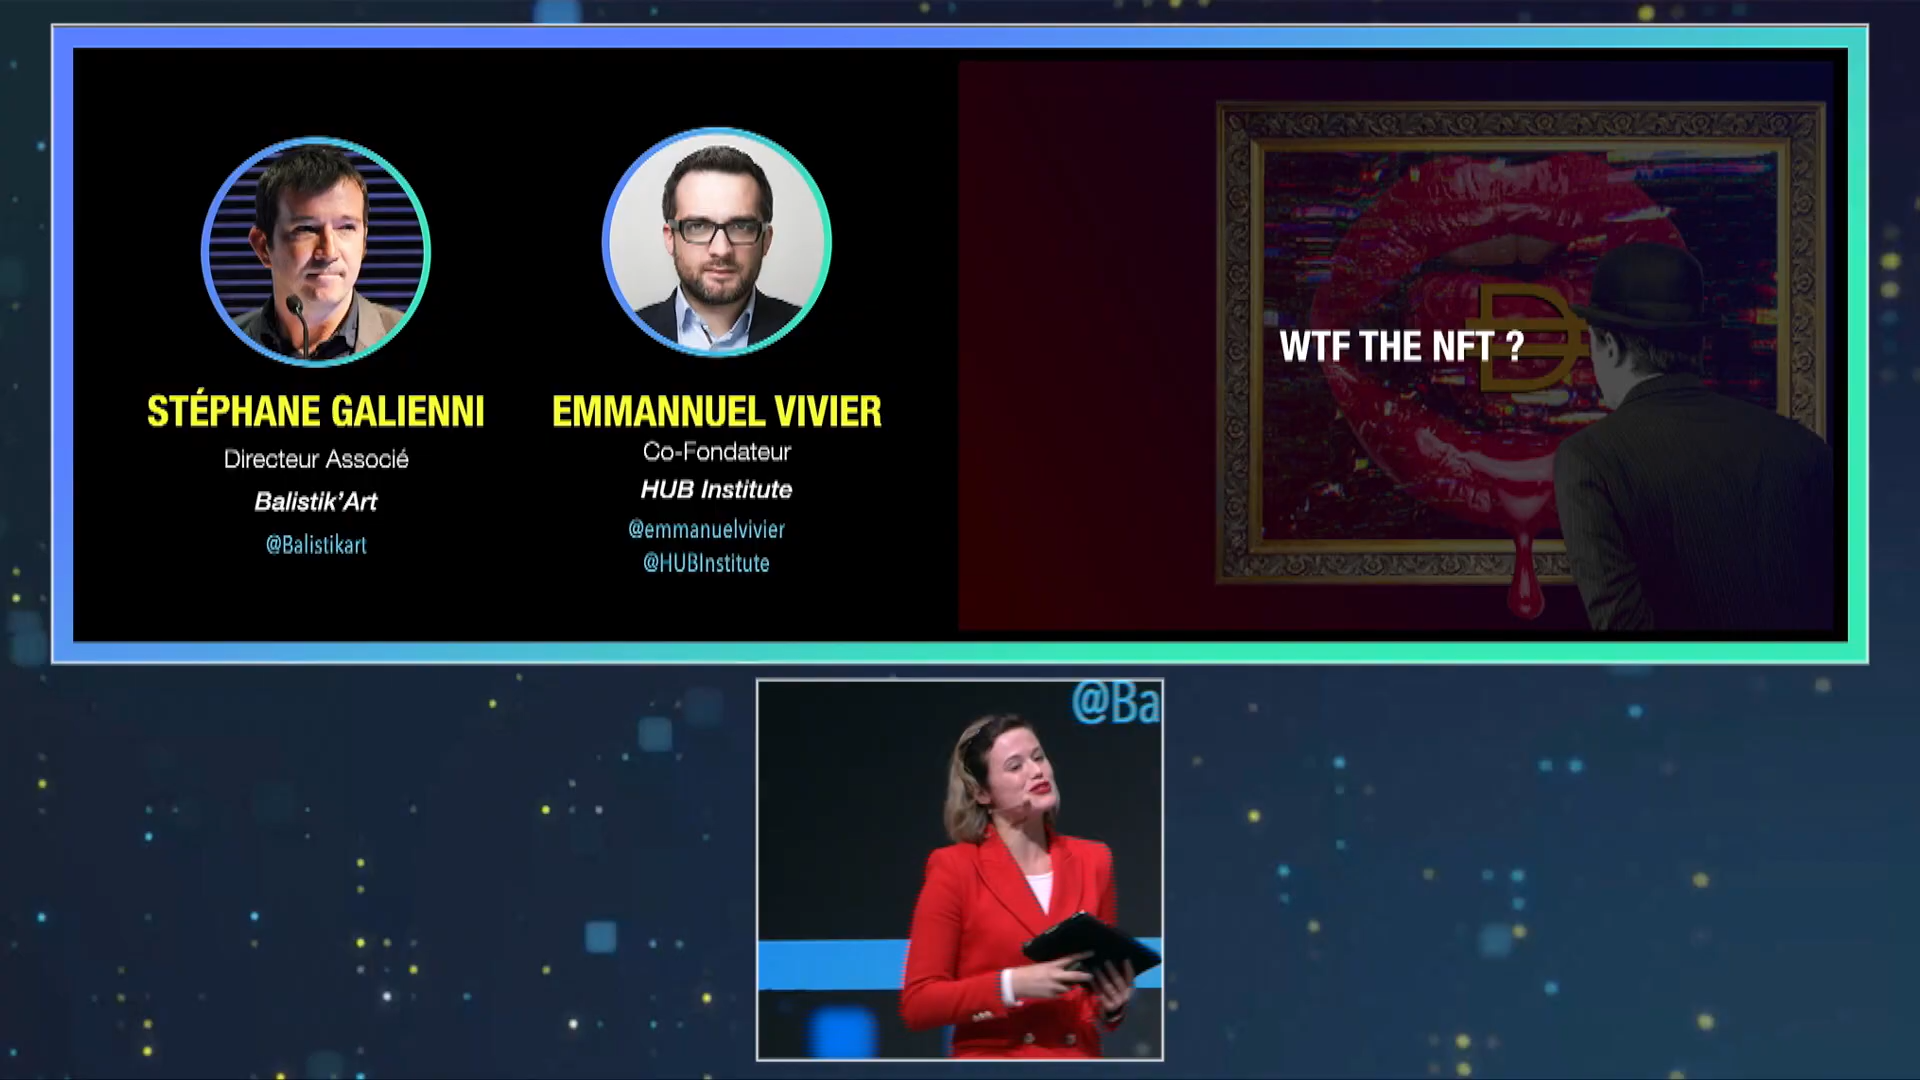 STÉPHANE GALIENNI
Directeur Associé
Balistik'Art
@Balistikart
EMMANNUEL VIVIER
Co-Fondateur
HUB Institute
@emmanuelvivier
@HUBInstitute
WTF THE NFT ?
@Ba